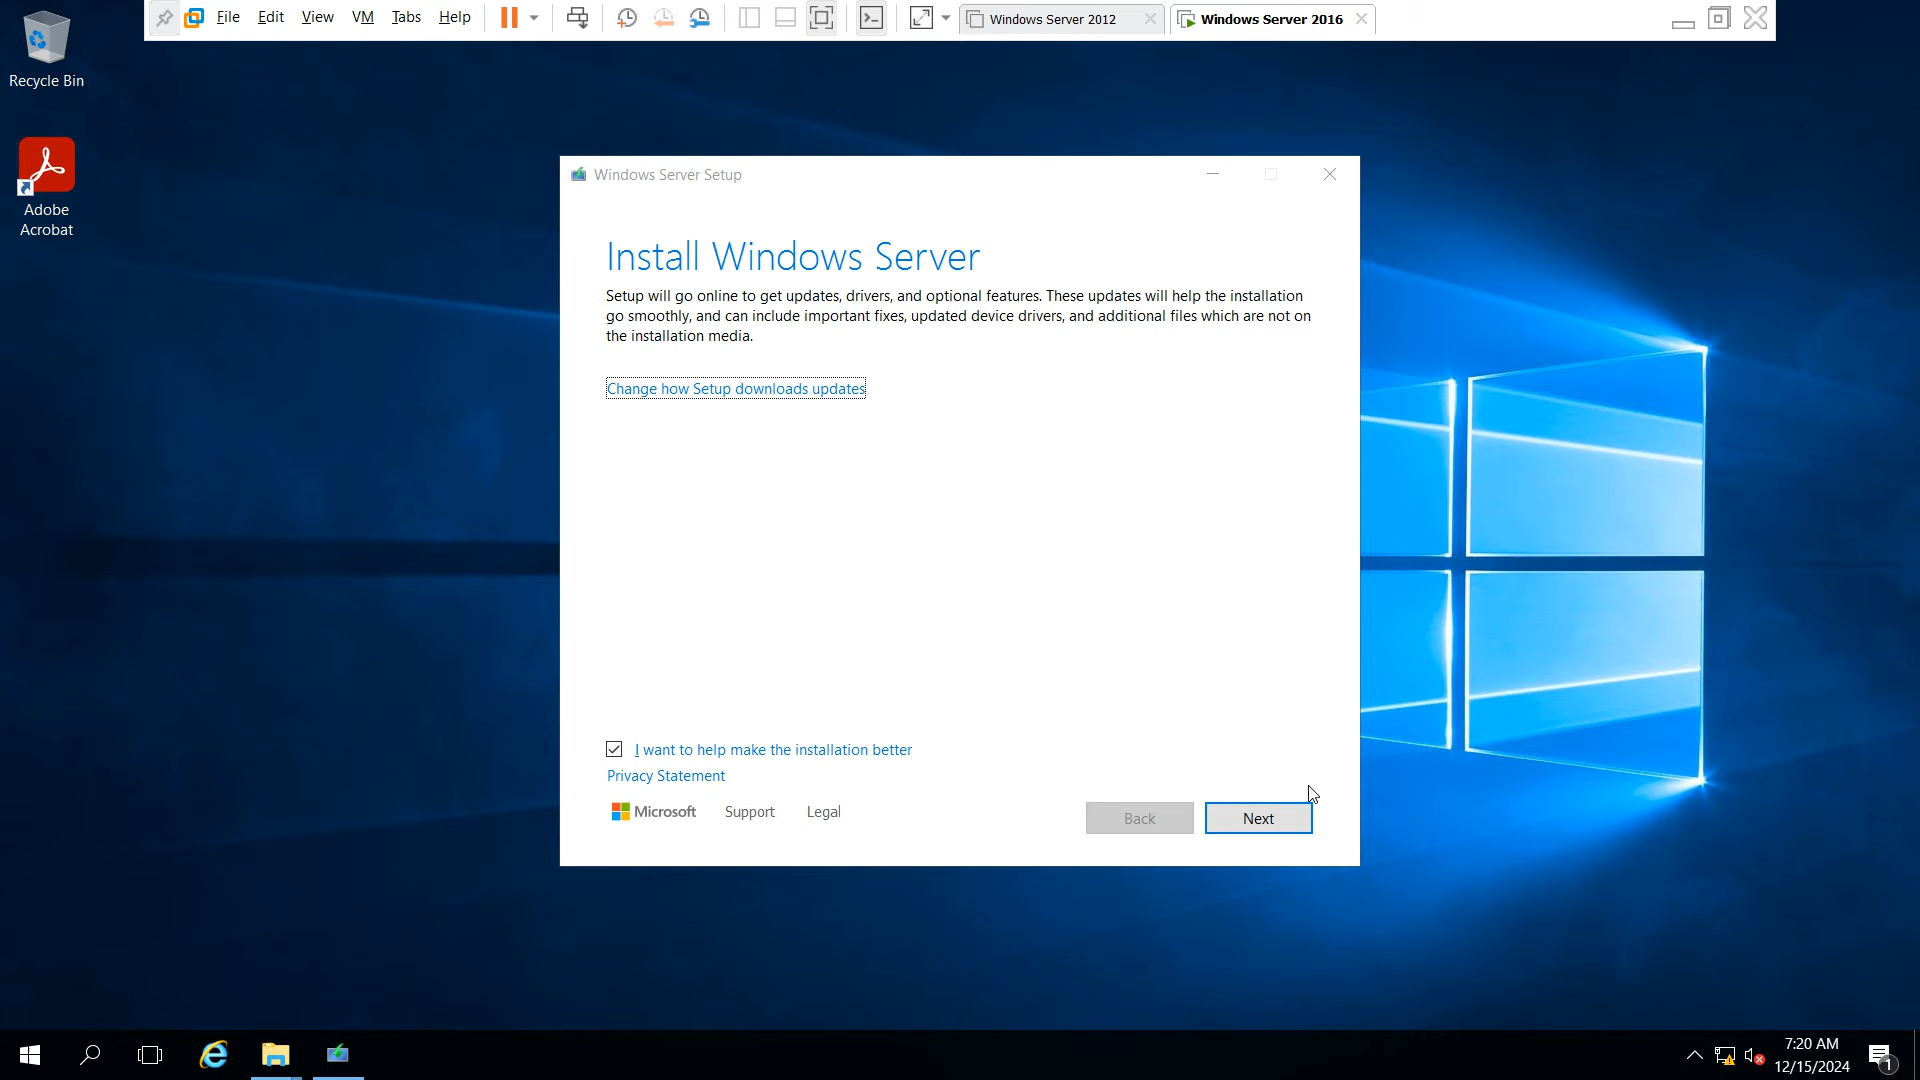 File Edit View VM Tabs Help Windows Server 2012 Windows Server 2016
Recycle Bin
Adobe
Acrobat
Windows Server Setup
Install Windows Server
Setup will go online to get updates, drivers, and optional features. These updates will help the installation
go smoothly, and can include important fixes, updated device drivers, and additional files which are not on
the installation media.
Change how Setup downloads updates
I want to help make the installation better
Privacy Statement
Microsoft Support Legal
Back Next
7:20 AM
12/15/2024
1